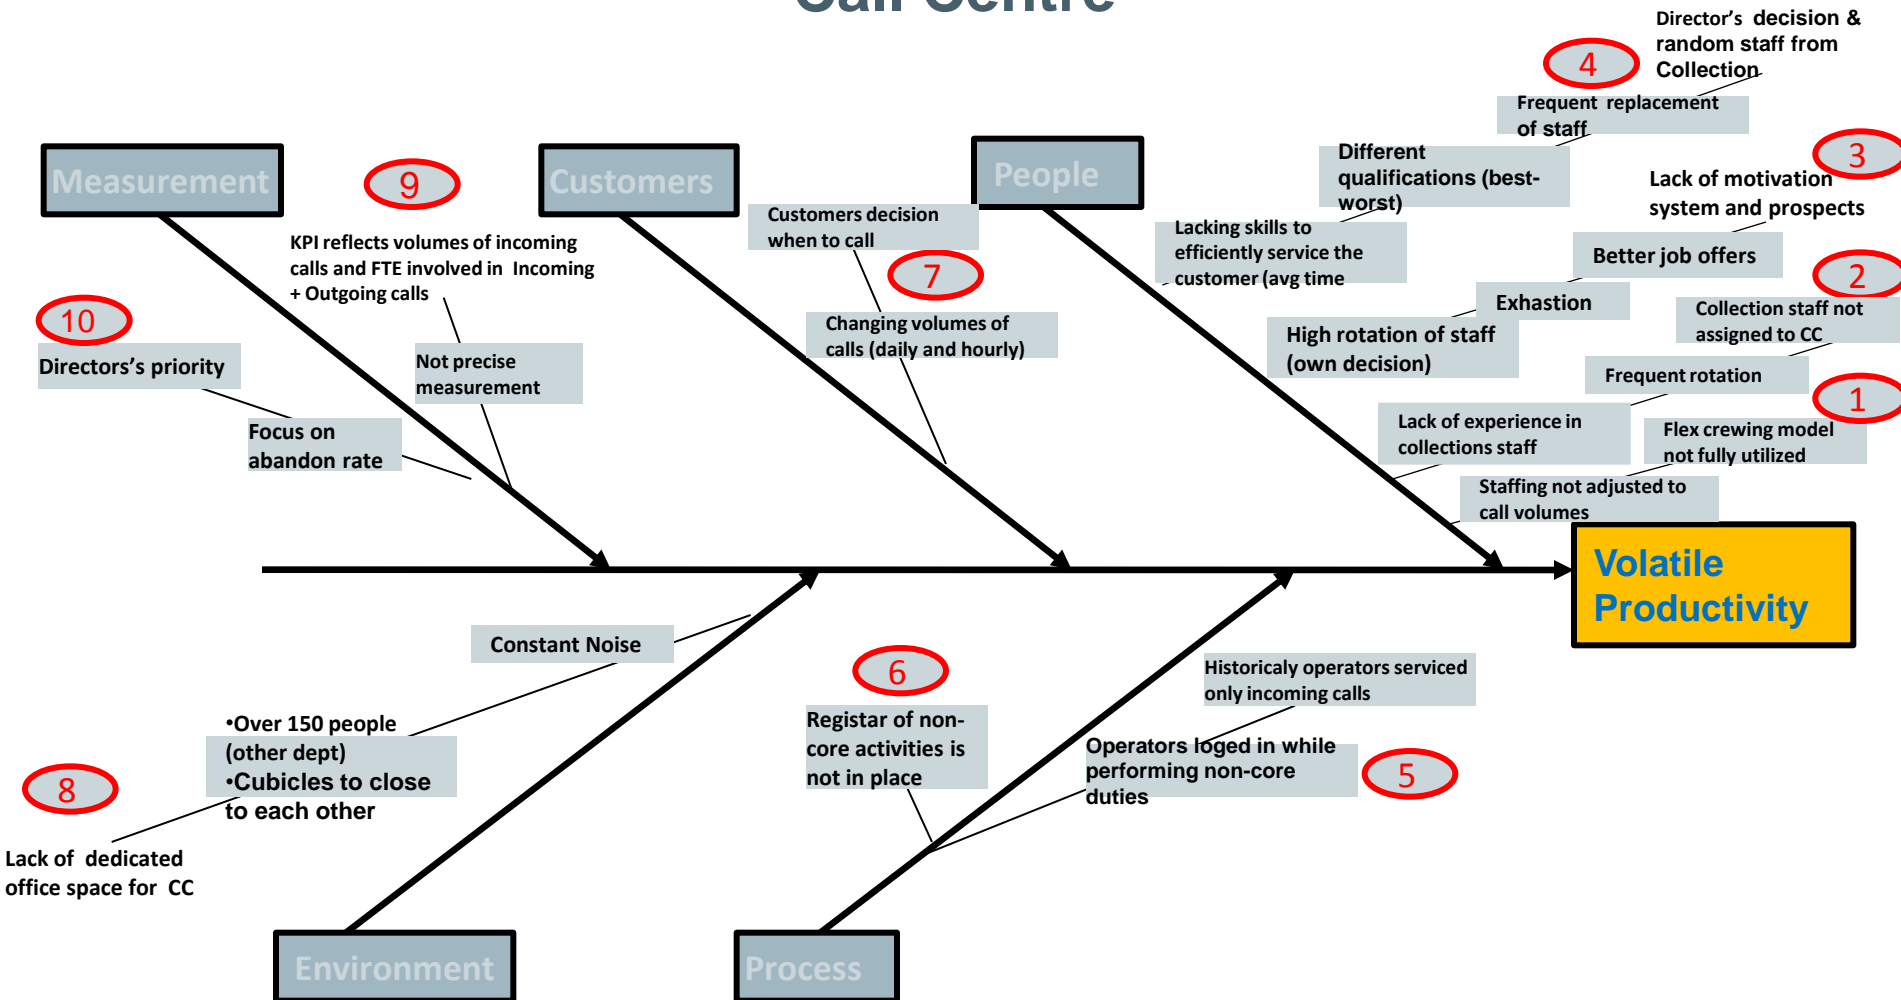 Call Centre
Director's decision &
random staff from
Collection
4
Frequent replacement
of staff
Different
qualifications (best-
worst)
Lacking skills to
efficiently service the
customer (avg time
3
Lack of motivation
system and prospects
Better job offers
Exhastion
High rotation of staff
(own decision)
2
Collection staff not
assigned to CC
Frequent rotation
Lack of experience in
collections staff
1
Flex crewing model
not fully utilized
Staffing not adjusted to
call volumes
People
Customers
Customers decision
when to call
7
Changing volumes of
calls (daily and hourly)
Measurement
9
KPI reflects volumes of incoming
calls and FTE involved in Incoming
+ Outgoing calls
Not precise
measurement
10
Directors's priority
Focus on
abandon rate
Volatile
Productivity
Constant Noise
•Over 150 people
(other dept)
•Cubicles to close
to each other
8
Lack of dedicated
office space for CC
Environment
6
Registar of non-
core activities is
not in place
Historicaly operators serviced
only incoming calls
Operators loged in while
performing non-core
duties
5
Process